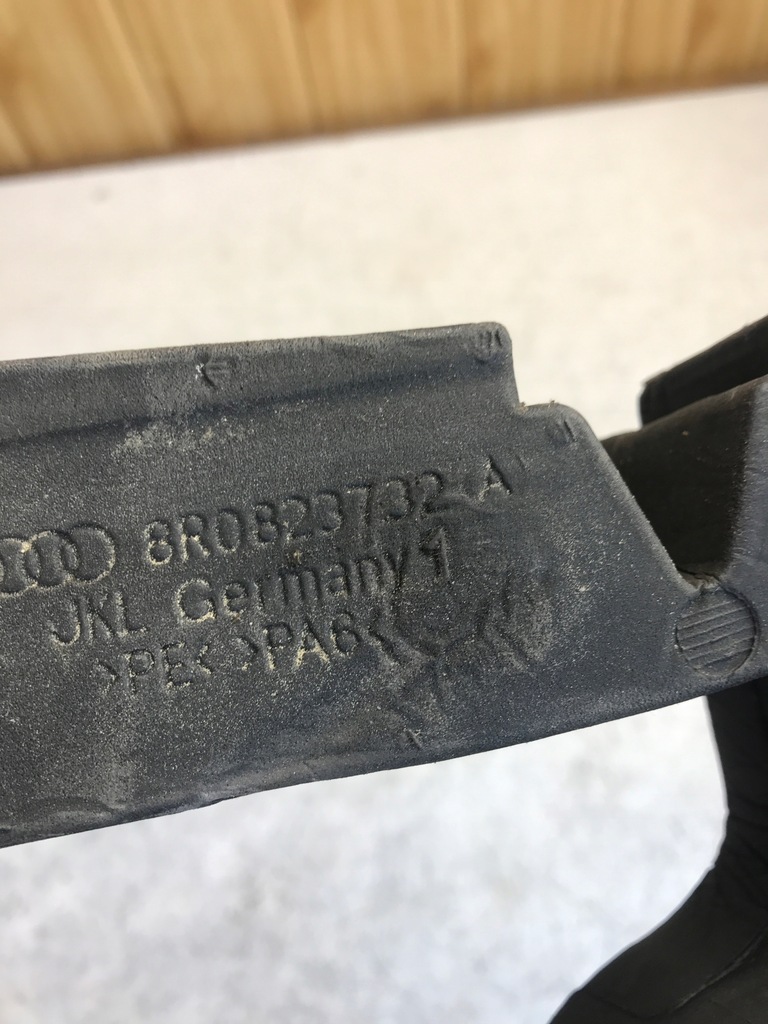 8R0823732 A
JKL Germany 1
>PE< >PA6<